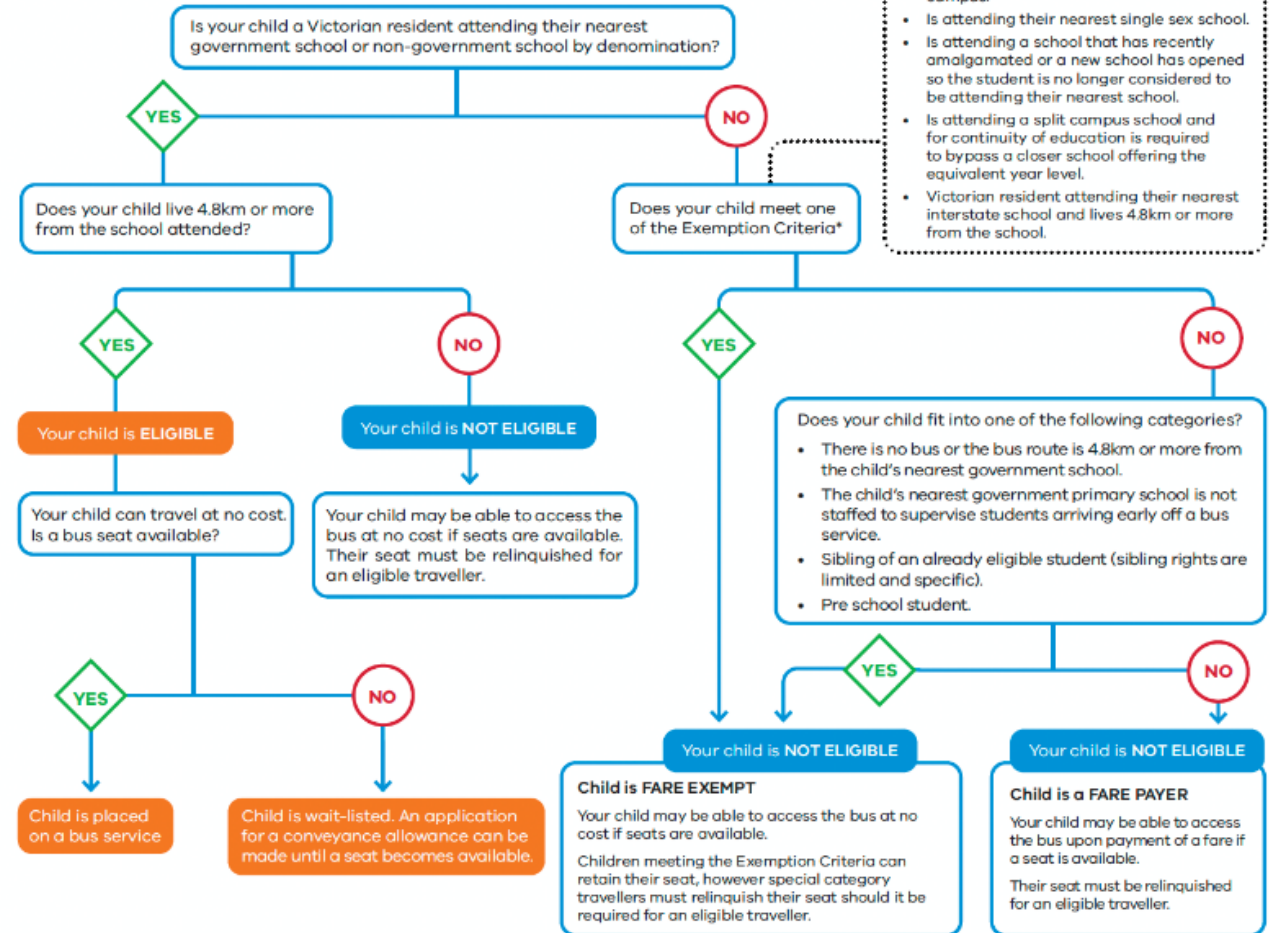 Is your child a Victorian resident attending their nearest
government school or non-government school by denomination?
YES
NO
campus.
• Is attending their nearest single sex school.
• Is attending a school that has recently
amalgamated or a new school has opened
so the student is no longer considered to
be attending their nearest school.
• Is attending a split campus school and
for continuity of education is required
to bypass a closer school offering the
equivalent year level.
• Victorian resident attending their nearest
interstate school and lives 4.8km or more
from the school.
Does your child live 4.8km or more
from the school attended?
Does your child meet one
of the Exemption Criteria*
YES
NO
YES
NO
Your child is ELIGIBLE
Your child is NOT ELIGIBLE
Your child can travel at no cost.
Is a bus seat available?
Your child may be able to access the
bus at no cost if seats are available.
Their seat must be relinquished for
an eligible traveller.
Does your child fit into one of the following categories?
• There is no bus or the bus route is 4.8km or more from
the child's nearest government school.
• The child's nearest government primary school is not
staffed to supervise students arriving early off a bus
service.
• Sibling of an already eligible student (sibling rights are
limited and specific).
• Pre school student.
YES
NO
YES
NO
Child is placed
on a bus service
Child is wait-listed. An application
for a conveyance allowance can be
made until a seat becomes available.
Your child is NOT ELIGIBLE
Child is FARE EXEMPT
Your child may be able to access the bus at no
cost if seats are available.
Children meeting the Exemption Criteria can
retain their seat, however special category
travellers must relinquish their seat should it be
required for an eligible traveller.
Your child is NOT ELIGIBLE
Child is a FARE PAYER
Your child may be able to access
the bus upon payment of a fare if
a seat is available.
Their seat must be relinquished
for an eligible traveller.